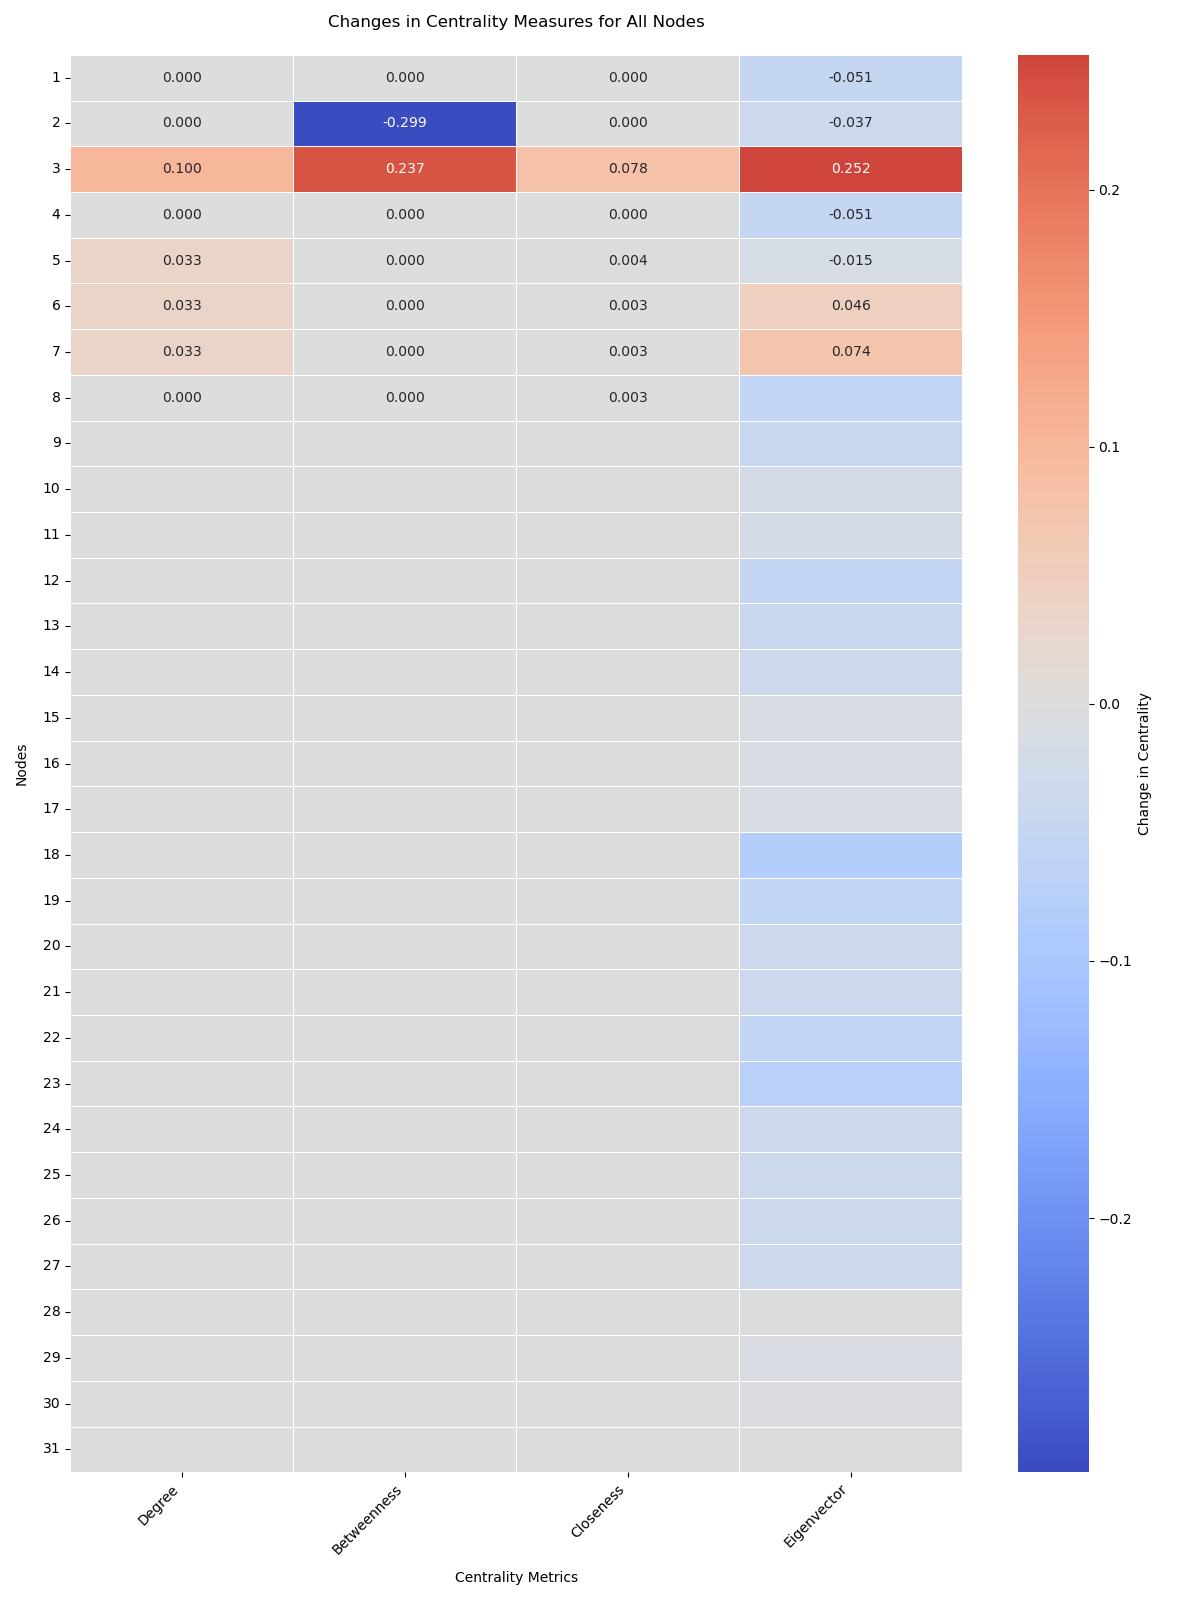 Changes in Centrality Measures for All Nodes
1 0.000 0.000 0.000 -0.051
2 0.000 -0.299 0.000 -0.037
3 0.100 0.237 0.078 0.252
4 0.000 0.000 0.000 -0.051
5 0.033 0.000 0.004 -0.015
6 0.033 0.000 0.003 0.046
7 0.033 0.000 0.003 0.074
8 0.000 0.000 0.003
9
10
11
12
13
14
15
16
17
18
19
20
21
22
23
24
25
26
27
28
29
30
31
Nodes
Degree
Betweenness
Closeness
Eigenvector
Centrality Metrics
0.2
0.1
0.0
−0.1
−0.2
Change in Centrality